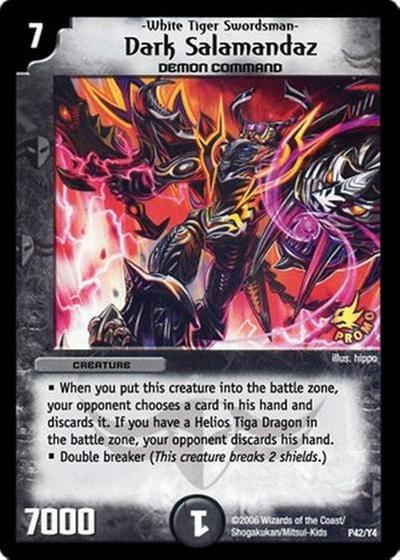 7
-White Tiger Swordsman-
Dark Salamandaz
DEMON COMMAND
PROMO
illus. hippo
CREATURE
▪ When you put this creature into the battle zone,
your opponent chooses a card in his hand and
discards it. If you have a Helios Tiga Dragon in
the battle zone, your opponent discards his hand.
▪ Double breaker (This creature breaks 2 shields.)
7000
1
©2006 Wizards of the Coast/
Shogakukan/Mitsui-Kids
P42/Y4